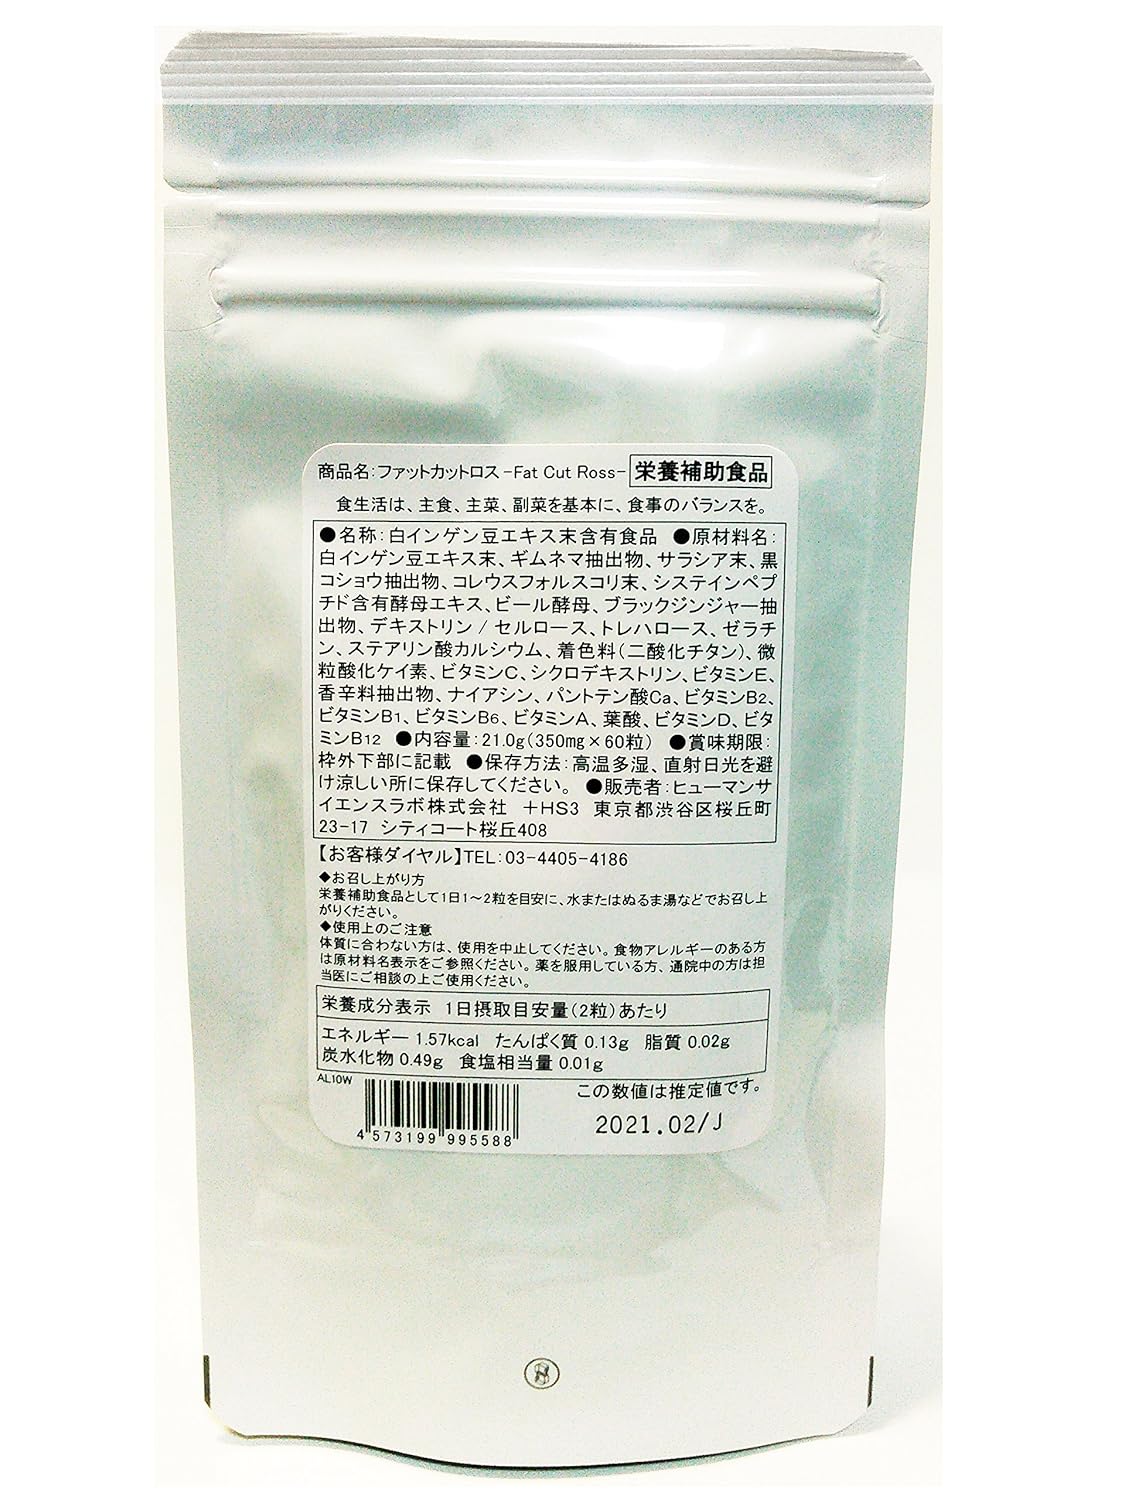 商品名:ファットカットロス -Fat Cut Ross- 栄養補助食品
食生活は、主食、主菜、副菜を基本に、食事のバランスを。
●名称:白インゲン豆エキス末含有食品 ●原材料名:
白インゲン豆エキス末、ギムネマ抽出物、サラシア末、黒
コショウ抽出物、コレウスフォルスコリ末、システインペプ
チド含有酵母エキス、ビール酵母、ブラックジンジャー抽
出物、デキストリン / セルロース、トレハロース、ゼラチ
ン、ステアリン酸カルシウム、着色料(二酸化チタン)、微
粒酸化ケイ素、ビタミンC、シクロデキストリン、ビタミンE、
香辛料抽出物、ナイアシン、パントテン酸Ca、ビタミンB2、
ビタミンB1、ビタミンB6、ビタミンA、葉酸、ビタミンD、ビタ
ミンB12 ●内容量:21.0g(350mg×60粒) ●賞味期限:
枠外下部に記載 ●保存方法:高温多湿、直射日光を避
け涼しい所に保存してください。 ●販売者:ヒューマンサ
イエンスラボ株式会社 +HS3 東京都渋谷区桜丘町
23-17 シティコート桜丘408
【お客様ダイヤル】TEL:03-4405-4186
◆お召し上がり方
栄養補助食品として1日1～2粒を目安に、水またはぬるま湯などでお召し上
がりください。
◆使用上のご注意
体質に合わない方は、使用を中止してください。食物アレルギーのある方
は原材料名表示をご参照ください。薬を服用している方、通院中の方は担
当医にご相談の上ご使用ください。
栄養成分表示 1日摂取目安量(2粒)あたり
エネルギー 1.57kcal たんぱく質 0.13g 脂質 0.02g
炭水化物 0.49g 食塩相当量 0.01g
AL10W
この数値は推定値です。
4 573199 995588
2021.02/J